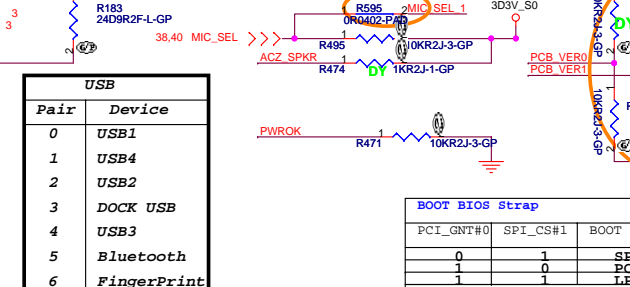 3
3
R183
24D9R2F-L-GP
2
R595
1
2
MIC_SEL_1
0R0402-PAD
3D3V_S0
38,40 MIC_SEL
R495
10KR2J-3-GP
ACZ_SPKR
1
R474
DY
1KR2J-1-GP
PCB_VER0
PCB_VER1
10KR2J-3-GP
USB
Pair Device
0 USB1
1 USB4
2 USB2
3 DOCK USB
4 USB3
5 Bluetooth
6 FingerPrint
PWROK
1
R471
10KR2J-3-GP
BOOT BIOS Strap
PCI_GNT#0 SPI_CS#1 BOOT
0 1
1 0
1 1